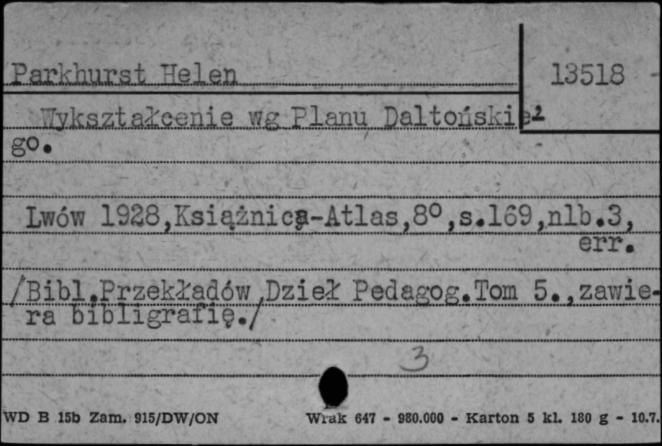 Parkhurst Helen
13518
Wykształcenie wg Planu Dałtońskie
go.
Lwów 1928,Książnica-Atlas,8°,s.169,nlb.3,
err.
/Bibl.Przekładów Dzieł Pedagog.Tom 5.,zawie-
ra bibligrafię./
3
WD B 15b Zam. 915/DW/ON
Wrak 647 - 980.000 - Karton 5 kl. 180 g - 10.7.